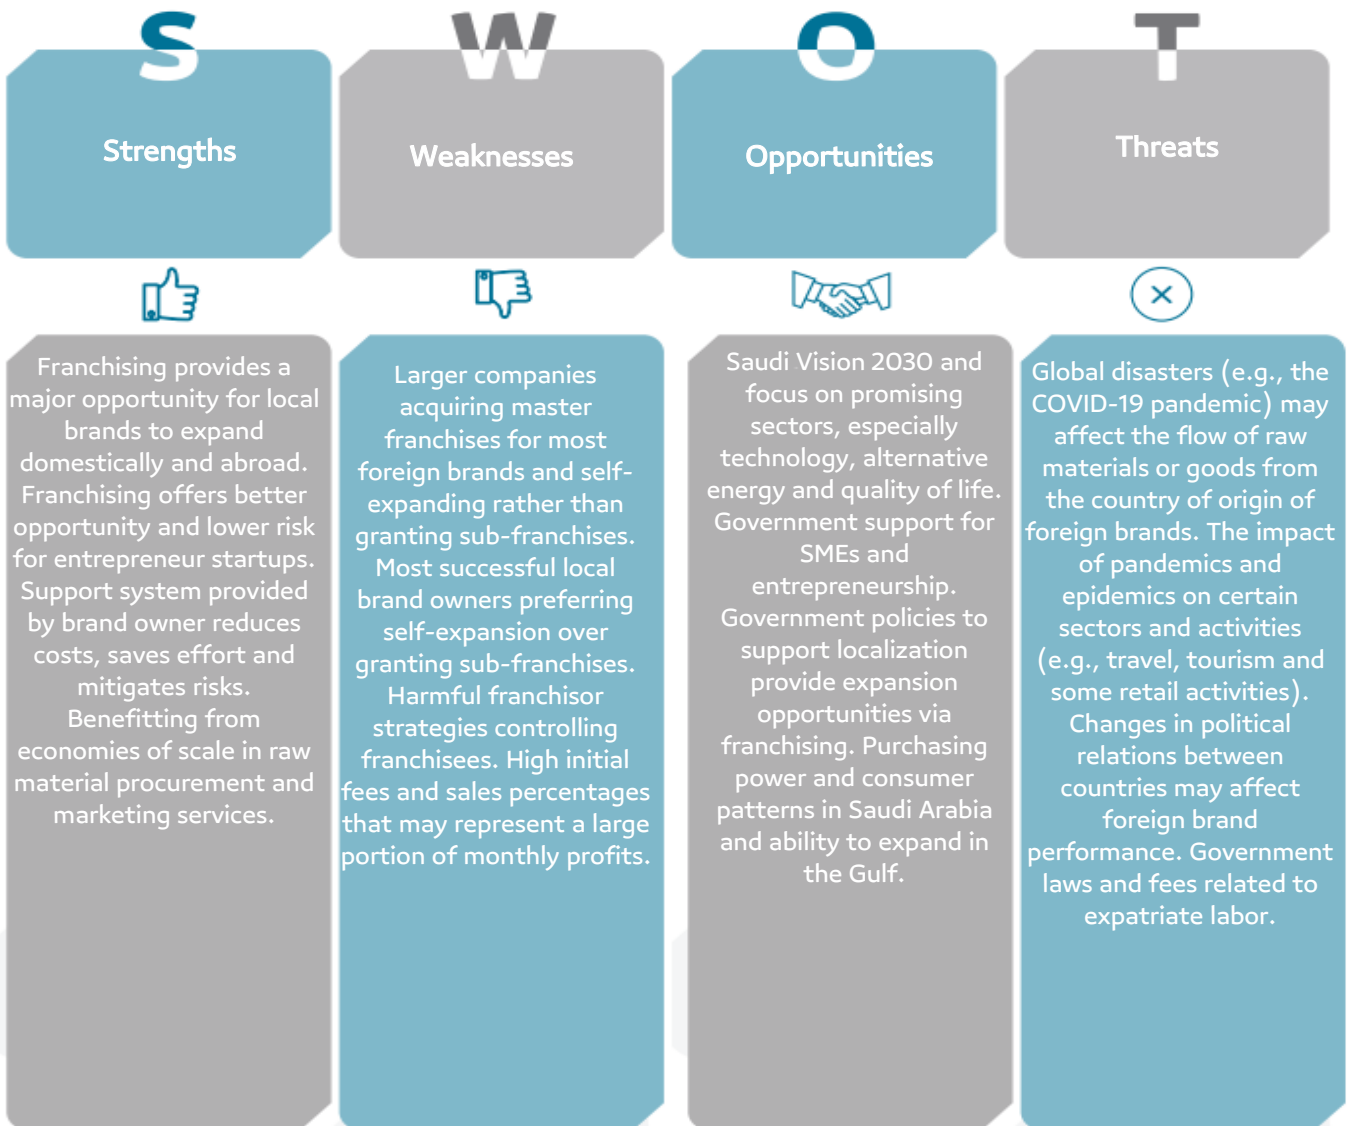 S
W
O
T
Strengths
Weaknesses
Opportunities
Threats
Franchising provides a
major opportunity for local
brands to expand
domestically and abroad.
Franchising offers better
opportunity and lower risk
for entrepreneur startups.
Support system provided
by brand owner reduces
costs, saves effort and
mitigates risks.
Benefitting from
economies of scale in raw
material procurement and
marketing services.
Larger companies
acquiring master
franchises for most
foreign brands and self-
expanding rather than
granting sub-franchises.
Most successful local
brand owners preferring
self-expansion over
granting sub-franchises.
Harmful franchisor
strategies controlling
franchisees. High initial
fees and sales percentages
that may represent a large
portion of monthly profits.
Saudi Vision 2030 and
focus on promising
sectors, especially
technology, alternative
energy and quality of life.
Government support for
SMEs and
entrepreneurship.
Government policies to
support localization
provide expansion
opportunities via
franchising. Purchasing
power and consumer
patterns in Saudi Arabia
and ability to expand in
the Gulf.
Global disasters (e.g., the
COVID-19 pandemic) may
affect the flow of raw
materials or goods from
the country of origin of
foreign brands. The impact
of pandemics and
epidemics on certain
sectors and activities
(e.g., travel, tourism and
some retail activities).
Changes in political
relations between
countries may affect
foreign brand
performance. Government
laws and fees related to
expatriate labor.